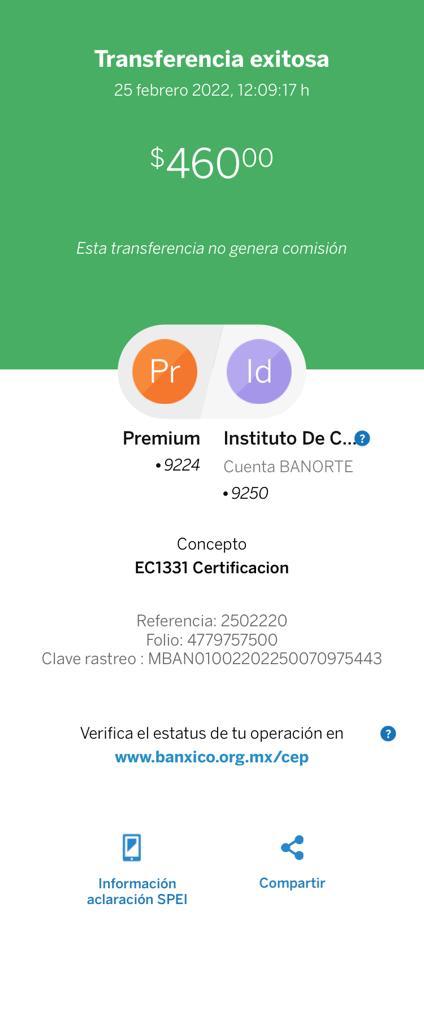 Transferencia exitosa
25 febrero 2022, 12:09:17 h
$46000
Esta transferencia no genera comisión
Pr
Id
Premium
•9224
Instituto De C...
?
Cuenta BANORTE
•9250
Concepto
EC1331 Certificacion
Referencia: 2502220
Folio: 4779757500
Clave rastreo : MBAN01002202250070975443
Verifica el estatus de tu operación en
?
www.banxico.org.mx/cep
Información
aclaración SPEI
Compartir